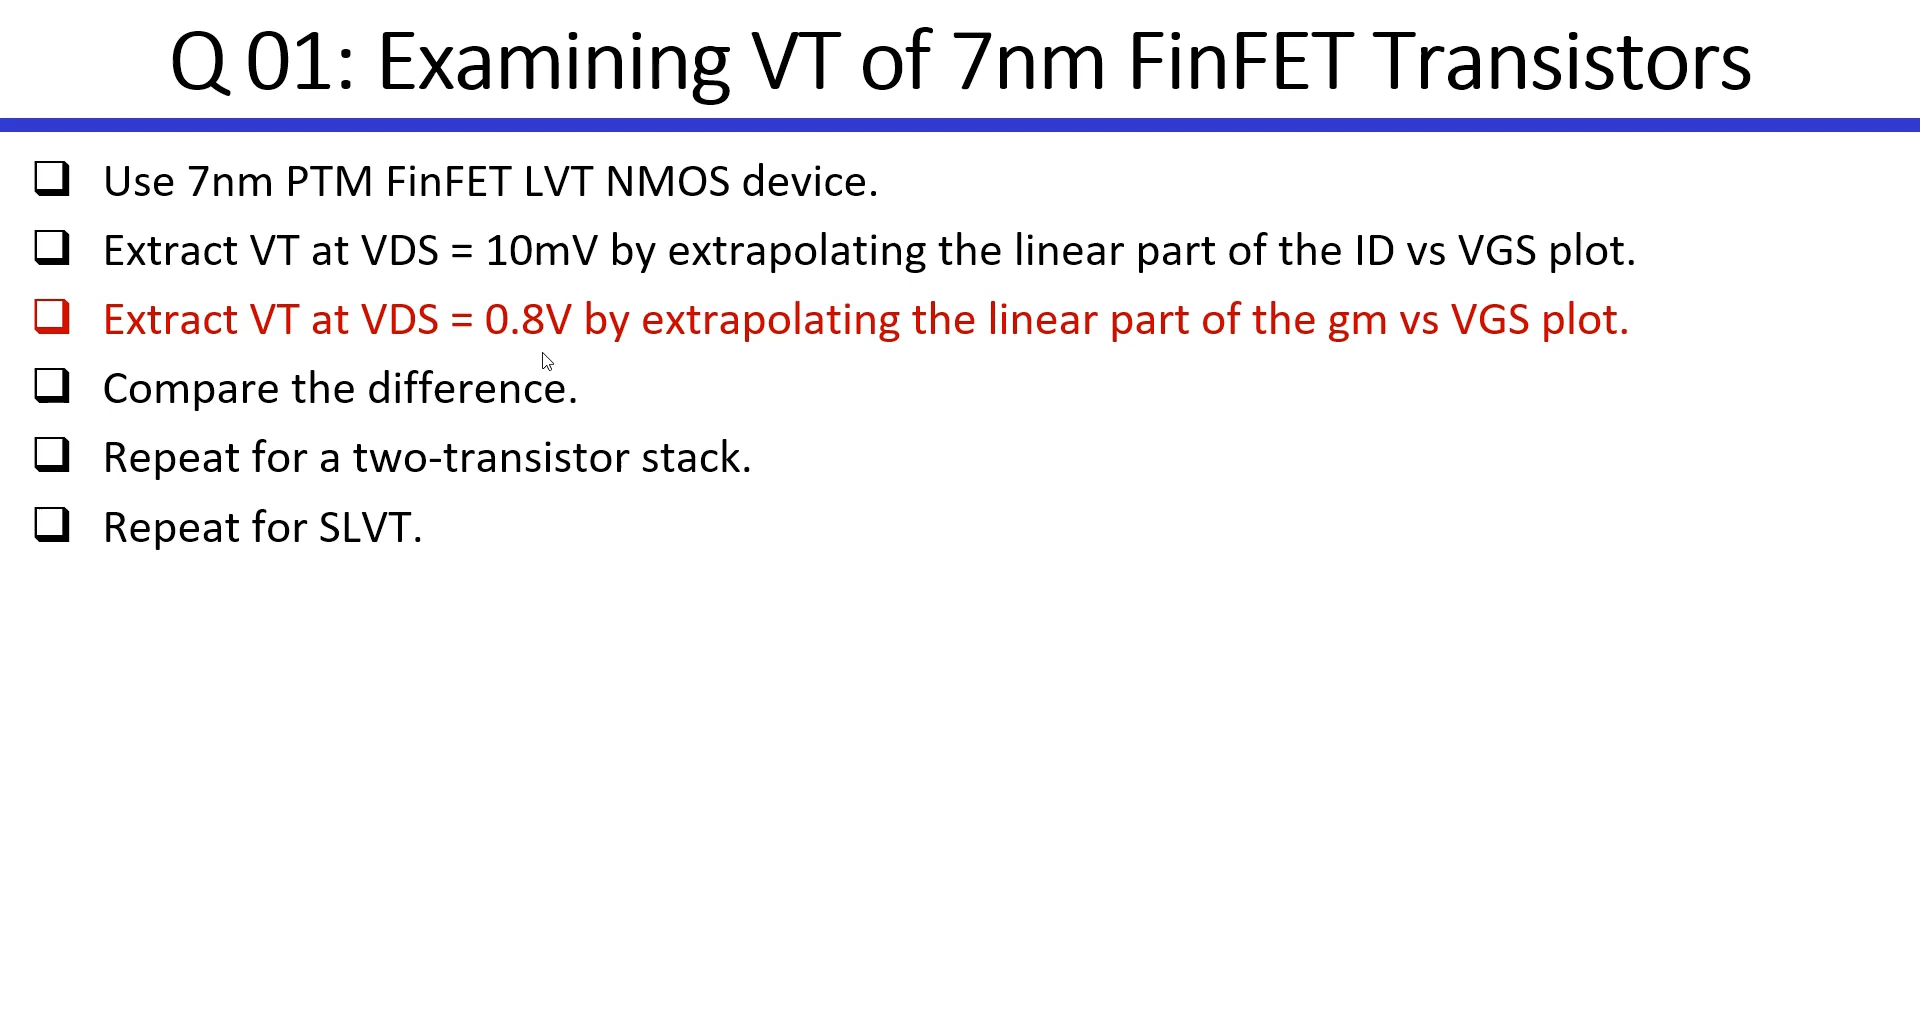 Q 01: Examining VT of 7nm FinFET Transistors
Use 7nm PTM FinFET LVT NMOS device.
Extract VT at VDS = 10mV by extrapolating the linear part of the ID vs VGS plot.
Extract VT at VDS = 0.8V by extrapolating the linear part of the gm vs VGS plot.
Compare the difference.
Repeat for a two-transistor stack.
Repeat for SLVT.